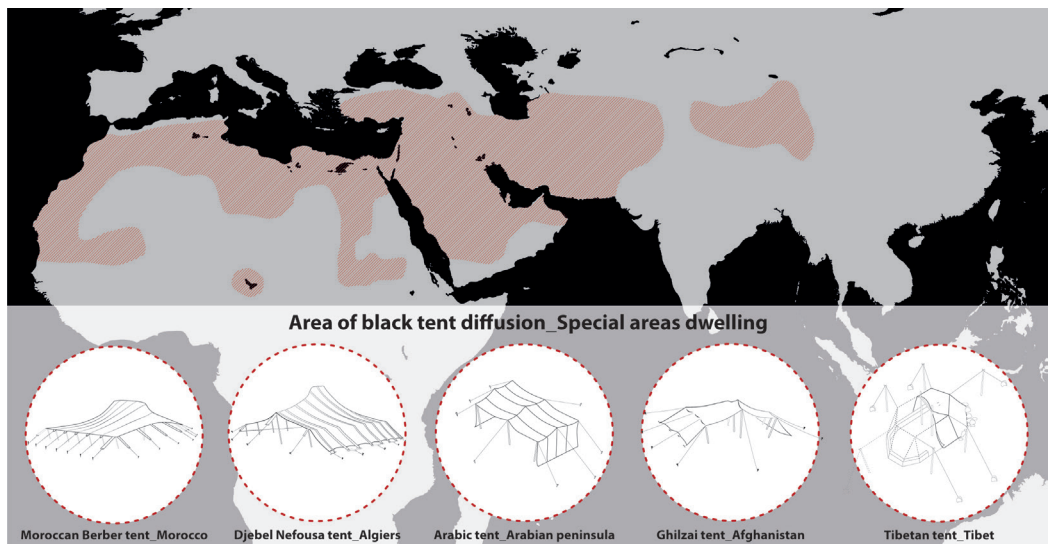 Area of black tent diffusion_Special areas dwelling
Moroccan Berber tent_Morocco
Djebel Nefousa tent_Algiers
Arabic tent_Arabian peninsula
Ghilzai tent_Afghanistan
Tibetan tent_Tibet